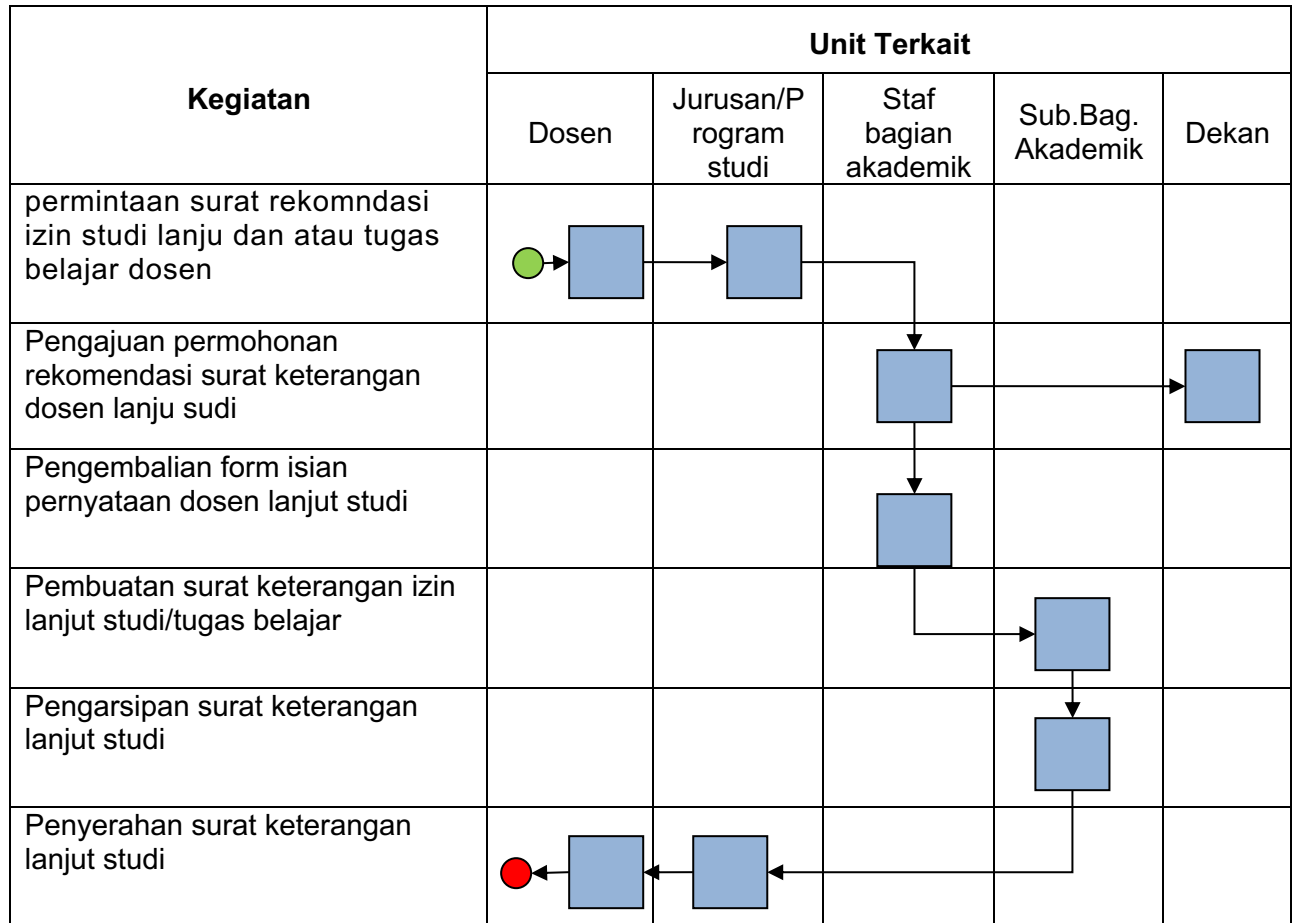 Kegiatan
Unit Terkait
Dosen
Jurusan/P
rogram
studi
Staf
bagian
akademik
Sub.Bag.
Akademik
Dekan
permintaan surat rekomndasi
izin studi lanju dan atau tugas
belajar dosen
Pengajuan permohonan
rekomendasi surat keterangan
dosen lanju sudi
Pengembalian form isian
pernyataan dosen lanjut studi
Pembuatan surat keterangan izin
lanjut studi/tugas belajar
Pengarsipan surat keterangan
lanjut studi
Penyerahan surat keterangan
lanjut studi